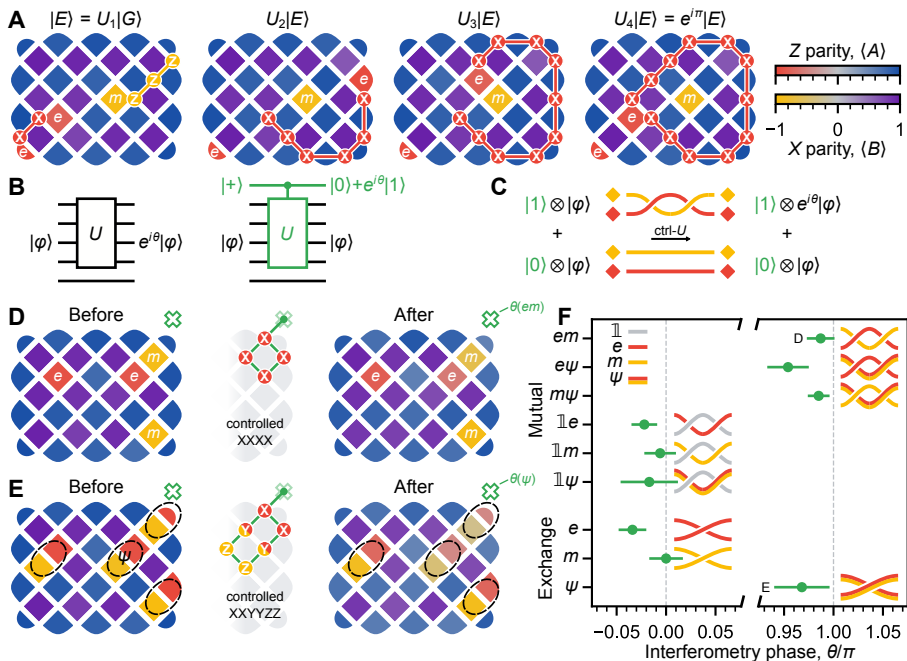 A
|E⟩ = U₁|G⟩
U₂|E⟩
U₃|E⟩
U₄|E⟩ = e^{iπ}|E⟩
Z
Z
Z
m
X
X
e
e
e
m
X
X
X
X
X
X
X
X
X
e
X
X
X
X
e
m
X
X
X
X
X
X
X
X
e
X
X
X
X
X
X
m
X
X
e
X
X
X
X
X
e
Z parity, ⟨A⟩
−1
0
1
X parity, ⟨B⟩
B
|φ⟩
U
e^{iθ}|φ⟩
|+⟩
|0⟩+e^{iθ}|1⟩
|φ⟩
U
|φ⟩
C
|1⟩⊗|φ⟩
|1⟩⊗e^{iθ}|φ⟩
+
ctrl-U
+
|0⟩⊗|φ⟩
|0⟩⊗|φ⟩
D
Before
After
θ(em)
m
e
e
m
X
X
X
X
controlled
XXXX
m
e
e
m
E
Before
After
θ(ψ)
ψ
X
Y
X
Z
Y
Z
controlled
XXYYZZ
F
𝟙
e
m
ψ
Mutual
em
eψ
mψ
𝟙e
𝟙m
𝟙ψ
Exchange
e
m
ψ
D
E
−0.05
0.00
0.05
0.95
1.00
1.05
Interferometry phase, θ/π